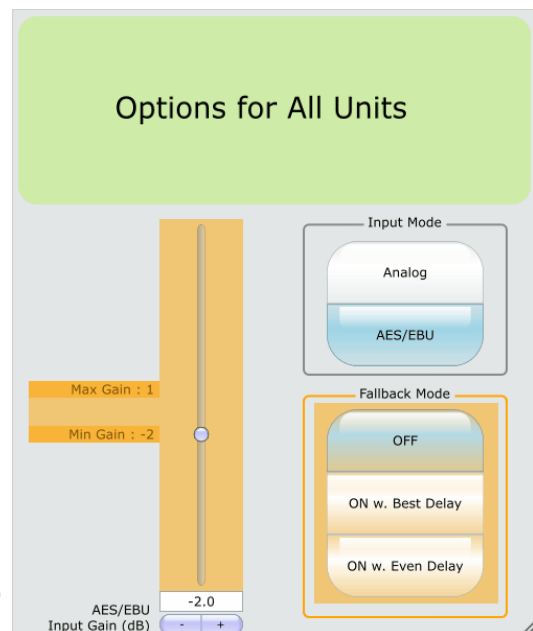 Options for All Units
Input Mode
Analog
AES/EBU
Max Gain : 1
Min Gain : -2
Fallback Mode
OFF
ON w. Best Delay
ON w. Even Delay
AES/EBU
Input Gain (dB)
-2.0
- +